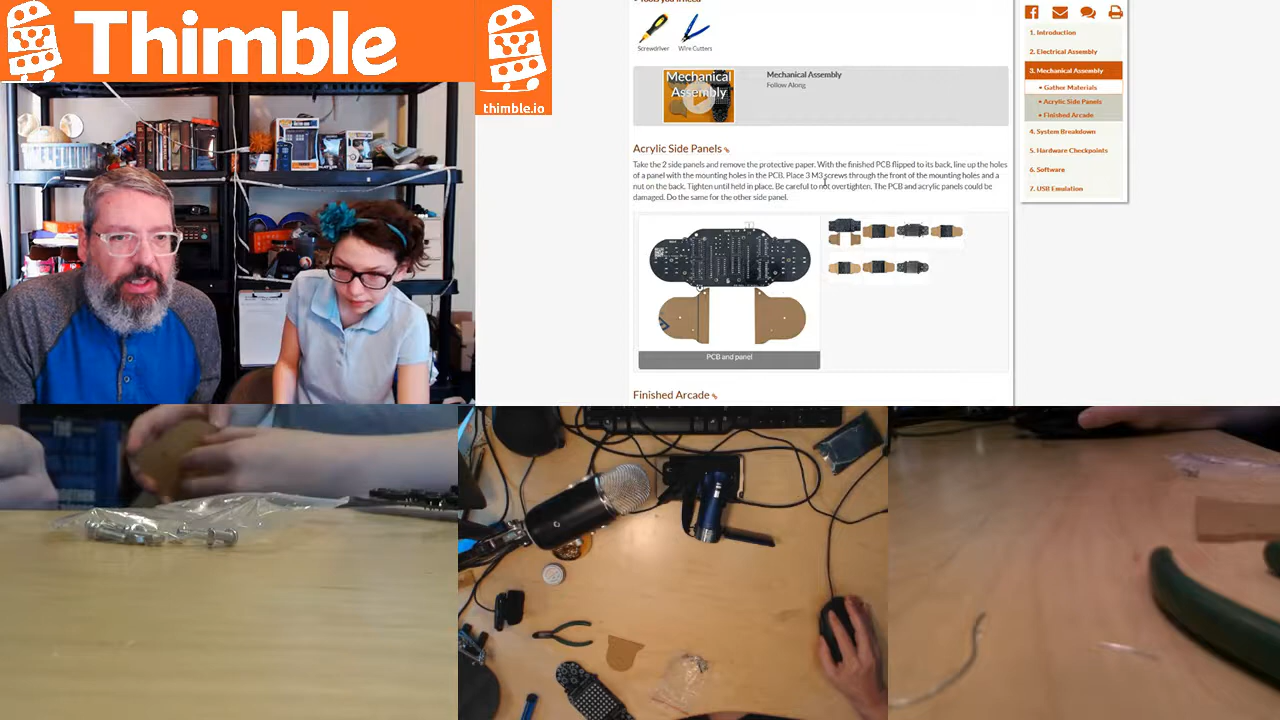 Thimble
thimble.io
Tools you'll need
Screwdriver
Wire Cutters
Mechanical
Assembly
Mechanical Assembly
Follow Along
Acrylic Side Panels
Take the 2 side panels and remove the protective paper. With the finished PCB flipped to its back, line up the holes
of a panel with the mounting holes in the PCB. Place 3 M3 screws through the front of the mounting holes and a
nut on the back. Tighten until held in place. Be careful to not overtighten. The PCB and acrylic panels could be
damaged. Do the same for the other side panel.
PCB and panel
Finished Arcade
1. Introduction
2. Electrical Assembly
3. Mechanical Assembly
• Gather Materials
• Acrylic Side Panels
• Finished Arcade
4. System Breakdown
5. Hardware Checkpoints
6. Software
7. USB Emulation